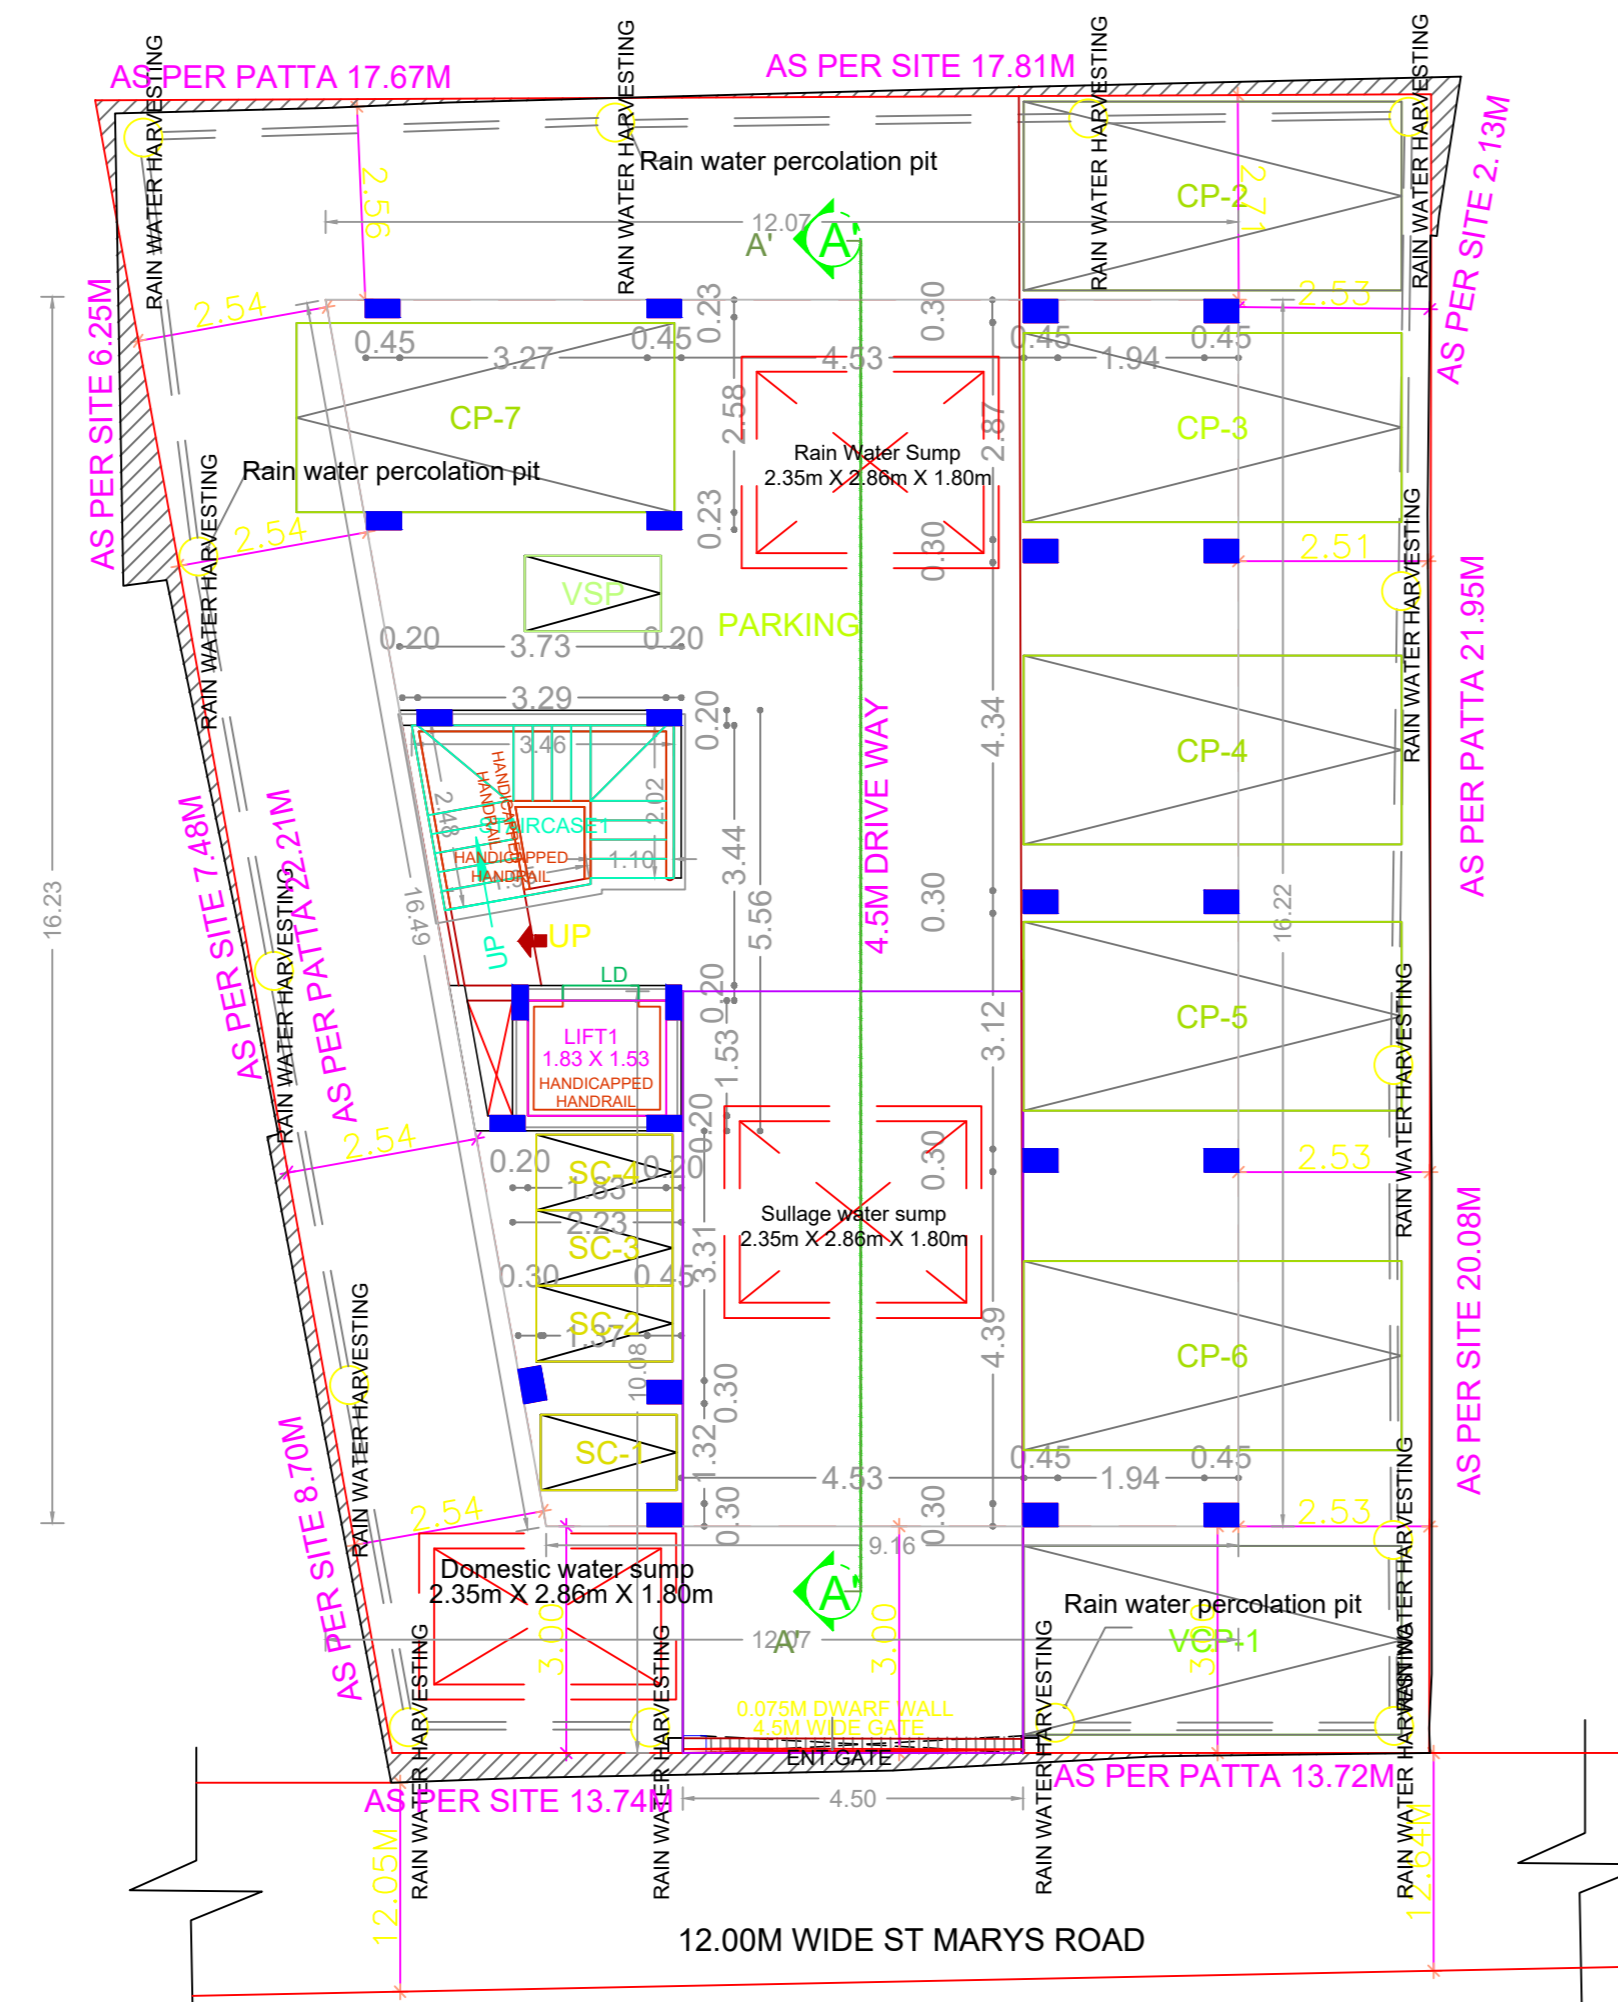 AS PER PATTA 17.67M
AS PER SITE 17.81M
RAIN WATER HARVESTING
RAIN WATER HARVESTING
RAIN WATER HARVESTING
RAIN WATER HARVESTING
AS PER SITE 2.13M
Rain water percolation pit
2.56
12.07
A'
A'
CP-2
2.71
2.54
2.53
AS PER SITE 6.25M
0.45
3.27
0.45
0.23
4.53
0.30
0.45
1.94
0.45
CP-7
2.58
2.87
CP-3
Rain Water Sump
2.35m X 2.86m X 1.80m
Rain water percolation pit
RAIN WATER HARVESTING
2.54
0.23
0.30
2.51
RAIN WATER HARVESTING
VSP
PARKING
0.20
3.73
0.20
3.29
0.20
4.5M DRIVE WAY
4.34
CP-4
AS PER PATTA 21.95M
3.46
HANDICAPPED
HANDRAIL
2.48
2.02
STAIRCASE1
HANDICAPPED
HANDRAIL
1.10
3.44
5.56
0.30
16.23
16.49
16.22
AS PER SITE 7.48M
AS PER PATTA 22.21M
RAIN WATER HARVESTING
UP
UP
LD
0.20
LIFT1
1.83 X 1.53
HANDICAPPED
HANDRAIL
1.53
3.12
CP-5
RAIN WATER HARVESTING
2.54
0.20
0.30
2.53
0.20
SC-4
0.20
1.83
2.23
SC-3
3.31
Sullage water sump
2.35m X 2.86m X 1.80m
0.30
0.45
SC-2
1.37
10.08
4.39
CP-6
AS PER SITE 20.08M
RAIN WATER HARVESTING
0.30
SC-1
1.32
4.53
0.45
1.94
0.45
AS PER SITE 8.70M
2.54
0.30
0.30
2.53
9.16
Domestic water sump
2.35m X 2.86m X 1.80m
A'
Rain water percolation pit
3.00
12.07
A'
3.00
VCP-1
RAIN WATER HARVESTING
RAIN WATER HARVESTING
RAIN WATER HARVESTING
RAIN WATER HARVESTING
RAIN WATER HARVESTING
0.075M DWARF WALL
4.5M WIDE GATE
ENT GATE
AS PER SITE 13.74M
4.50
AS PER PATTA 13.72M
12.05M
12.64M
12.00M WIDE ST MARYS ROAD